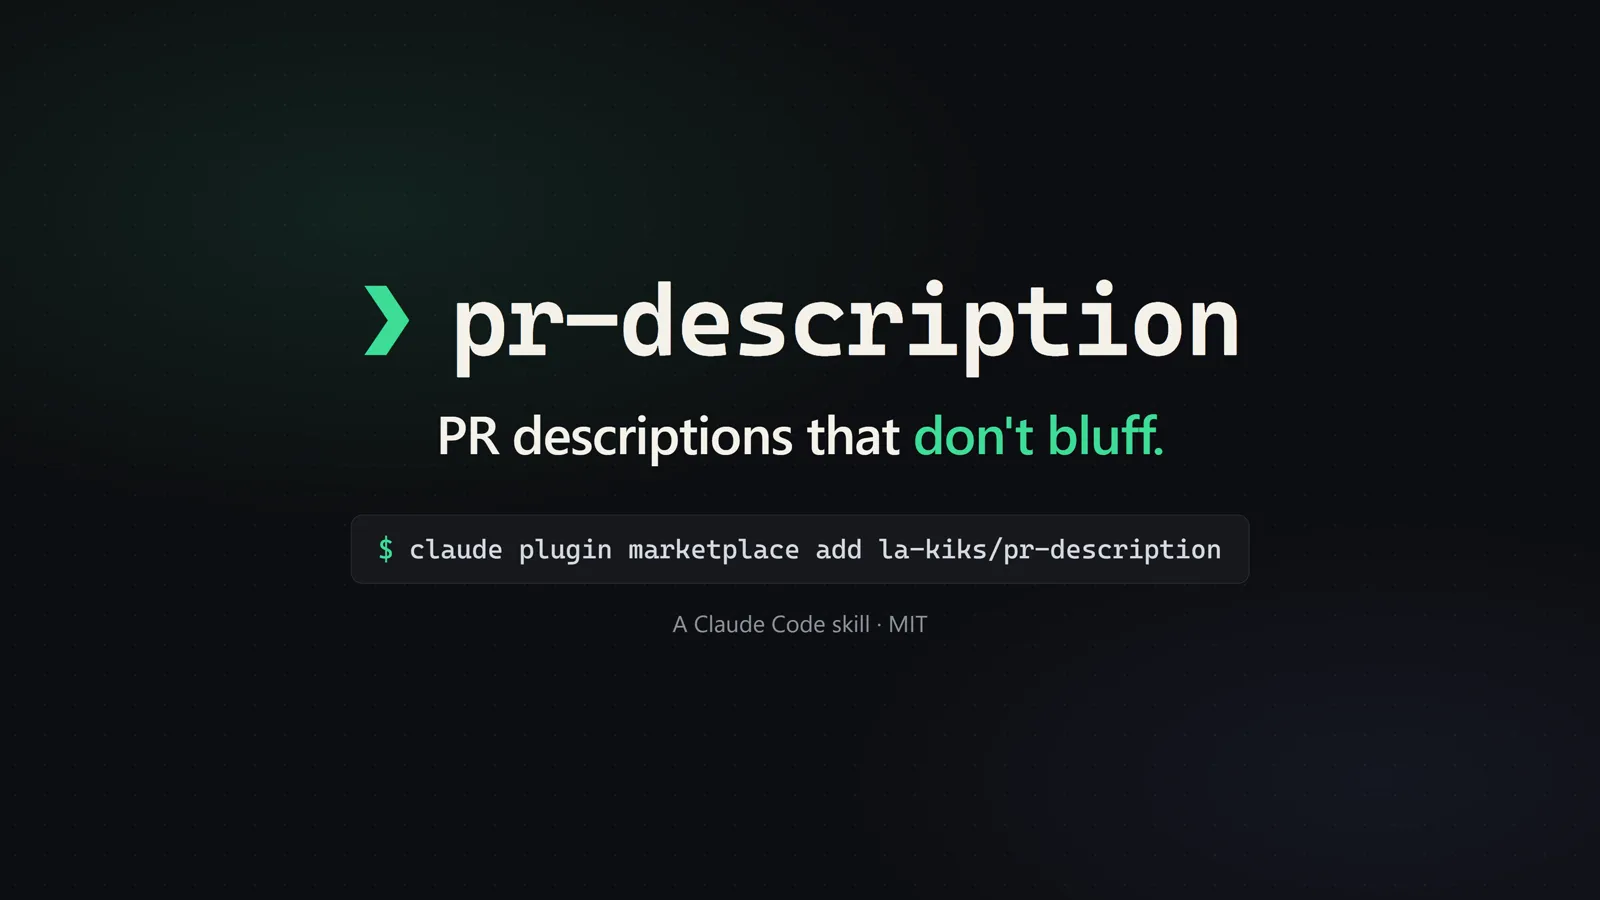 ❯ pr-description
PR descriptions that don't bluff.
$ claude plugin marketplace add la-kiks/pr-description
A Claude Code skill · MIT